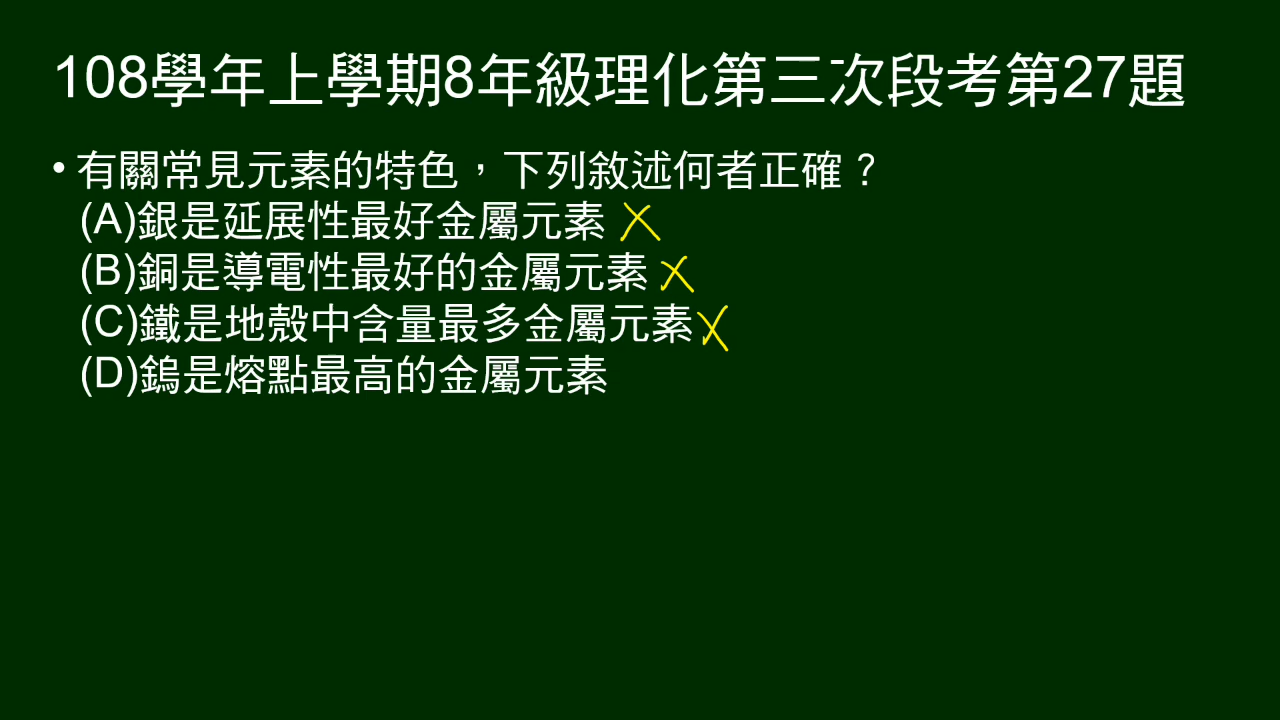 108學年上學期8年級理化第三次段考第27題
• 有關常見元素的特色，下列敘述何者正確？
(A)銀是延展性最好金屬元素 X
(B)銅是導電性最好的金屬元素 X
(C)鐵是地殼中含量最多金屬元素 X
(D)鎢是熔點最高的金屬元素